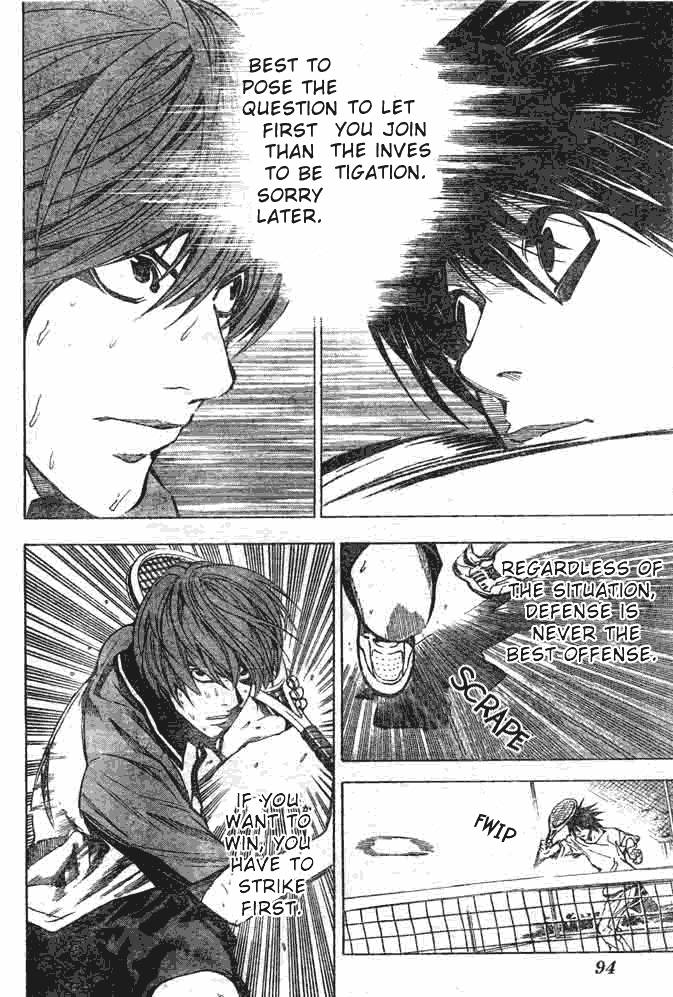 TO LET
YOU JOIN
THE INVES
TIGATION.
BEST TO
POSE THE
QUESTION
FIRST
THAN
TO BE
SORRY
LATER.
REGARDLESS OF
THE SITUATION,
DEFENSE IS
NEVER THE
BEST OFFENSE.
SCRAPE
FWIP
IF YOU
WANT TO
WIN, YOU
HAVE TO
STRIKE
FIRST.
94